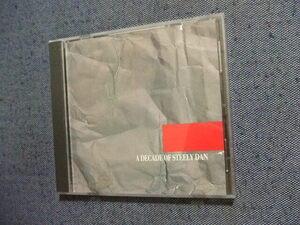 A DECADE OF STEELY DAN